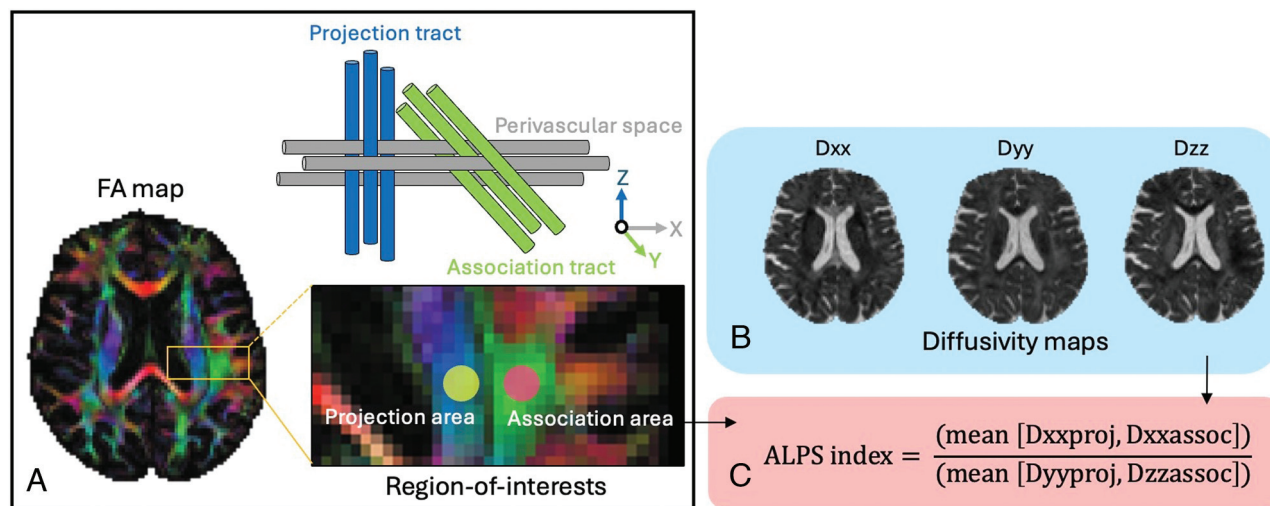 Projection tract
Perivascular space
FA map
Z
X
Y
Association tract
Projection area
Association area
Region-of-interests
A
Dxx
Dyy
Dzz
B
Diffusivity maps
C
ALPS index = (mean [Dxxproj, Dxxassoc])
(mean [Dyyproj, Dzzassoc])